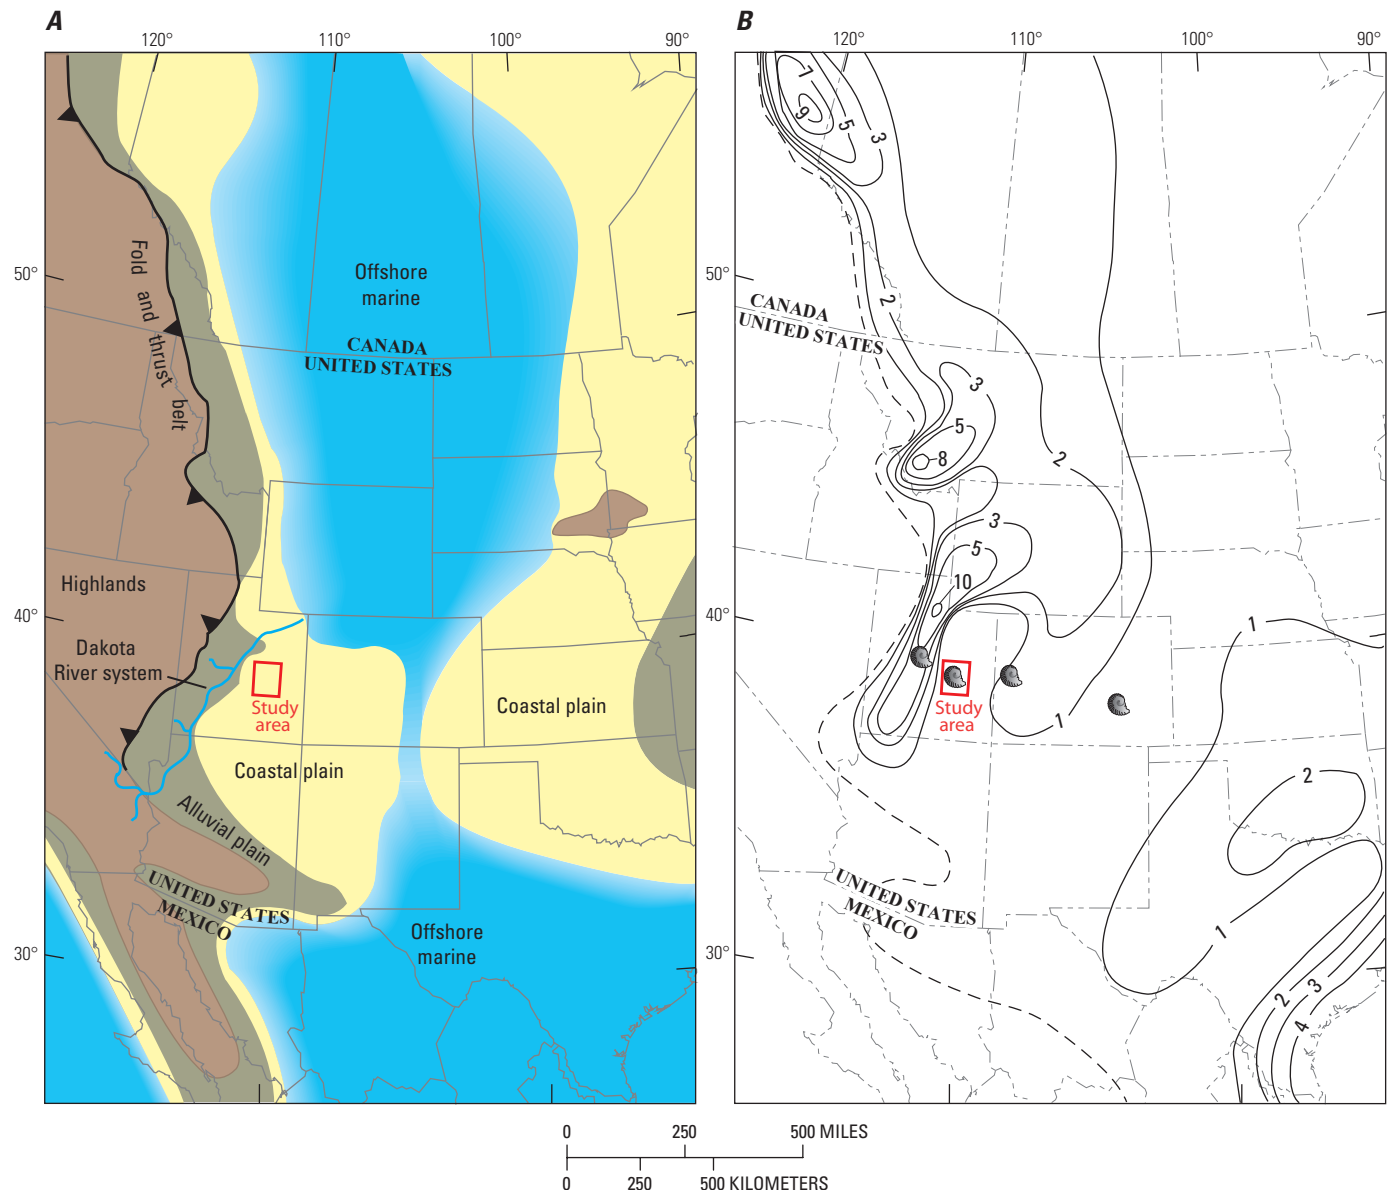 A
120°
110°
100°
90°
50°
40°
30°
Fold and thrust belt
Offshore
marine
CANADA
UNITED STATES
Highlands
Dakota
River system
Study
area
Coastal plain
Coastal plain
Alluvial plain
UNITED STATES
MEXICO
Offshore
marine
B
120°
110°
100°
90°
50°
40°
30°
7
9
5
3
2
CANADA
UNITED STATES
3
5
8
2
3
5
10
1
Study
area
1
2
UNITED STATES
MEXICO
1
2
3
4
0 250 500 MILES
0 250 500 KILOMETERS